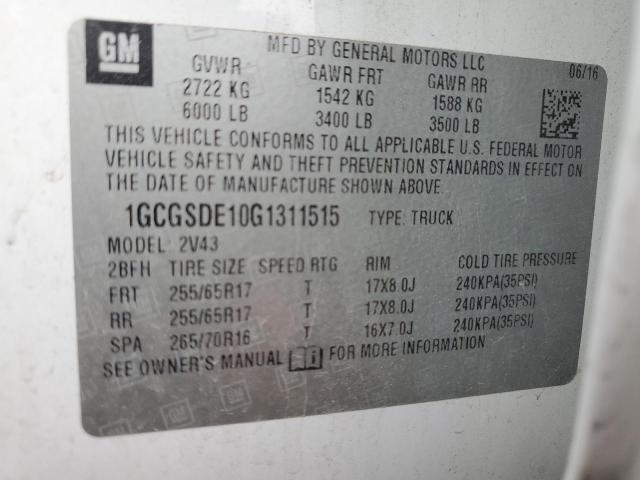 GM
MFD BY GENERAL MOTORS LLC
06/16
GVWR GAWR FRT GAWR RR
2722 KG 1542 KG 1588 KG
6000 LB 3400 LB 3500 LB
THIS VEHICLE CONFORMS TO ALL APPLICABLE U.S. FEDERAL MOTOR
VEHICLE SAFETY AND THEFT PREVENTION STANDARDS IN EFFECT ON
THE DATE OF MANUFACTURE SHOWN ABOVE.
1GCGSDE10G1311515 TYPE: TRUCK
MODEL: 2V43
2BFH TIRE SIZE SPEED RTG RIM COLD TIRE PRESSURE
FRT 255/65R17 T 17X8.0J 240KPA(35PSI)
RR 255/65R17 T 17X8.0J 240KPA(35PSI)
SPA 265/70R16 T 16X7.0J 240KPA(35PSI)
SEE OWNER'S MANUAL FOR MORE INFORMATION